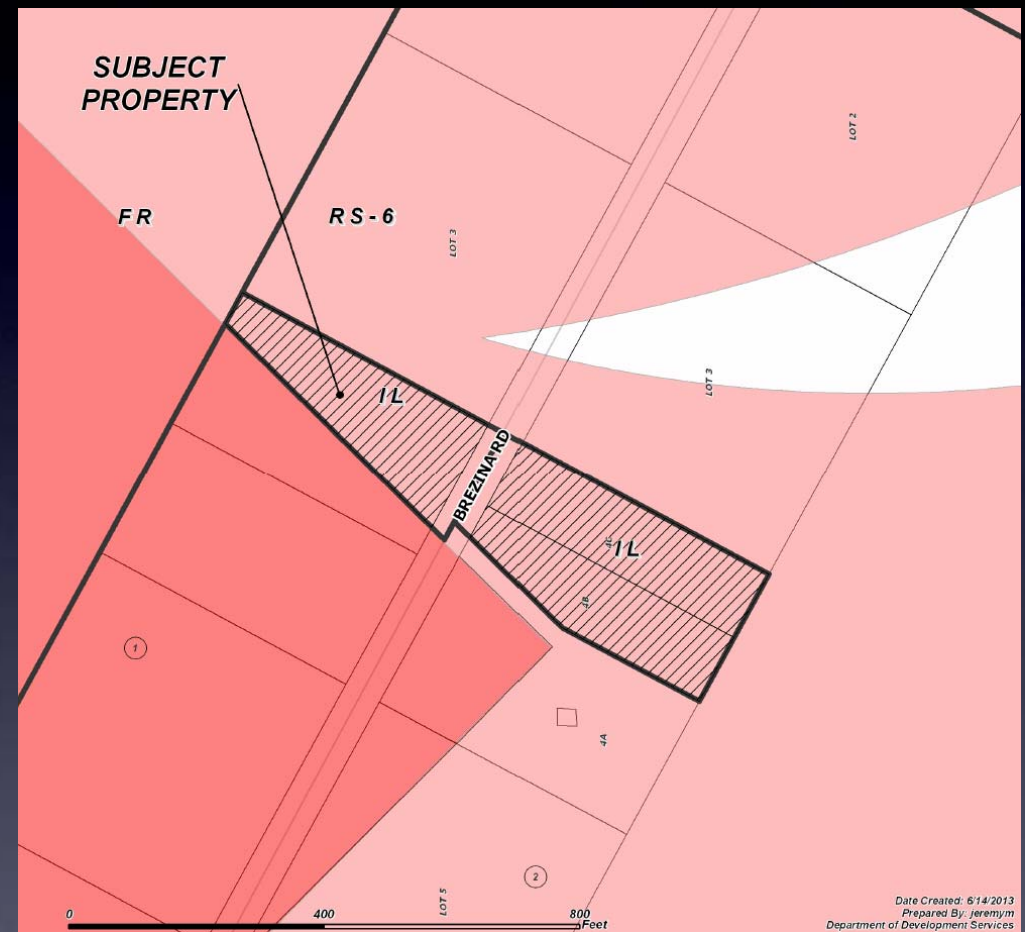 SUBJECT
PROPERTY
LOT 2
FR
RS-6
LOT 3
LOT 3
IL
BREZINA RD
4C
IL
4B
1
4A
2
LOT 5
0
400
800
Feet
Date Created: 6/14/2013
Prepared By: jeremym
Department of Development Services